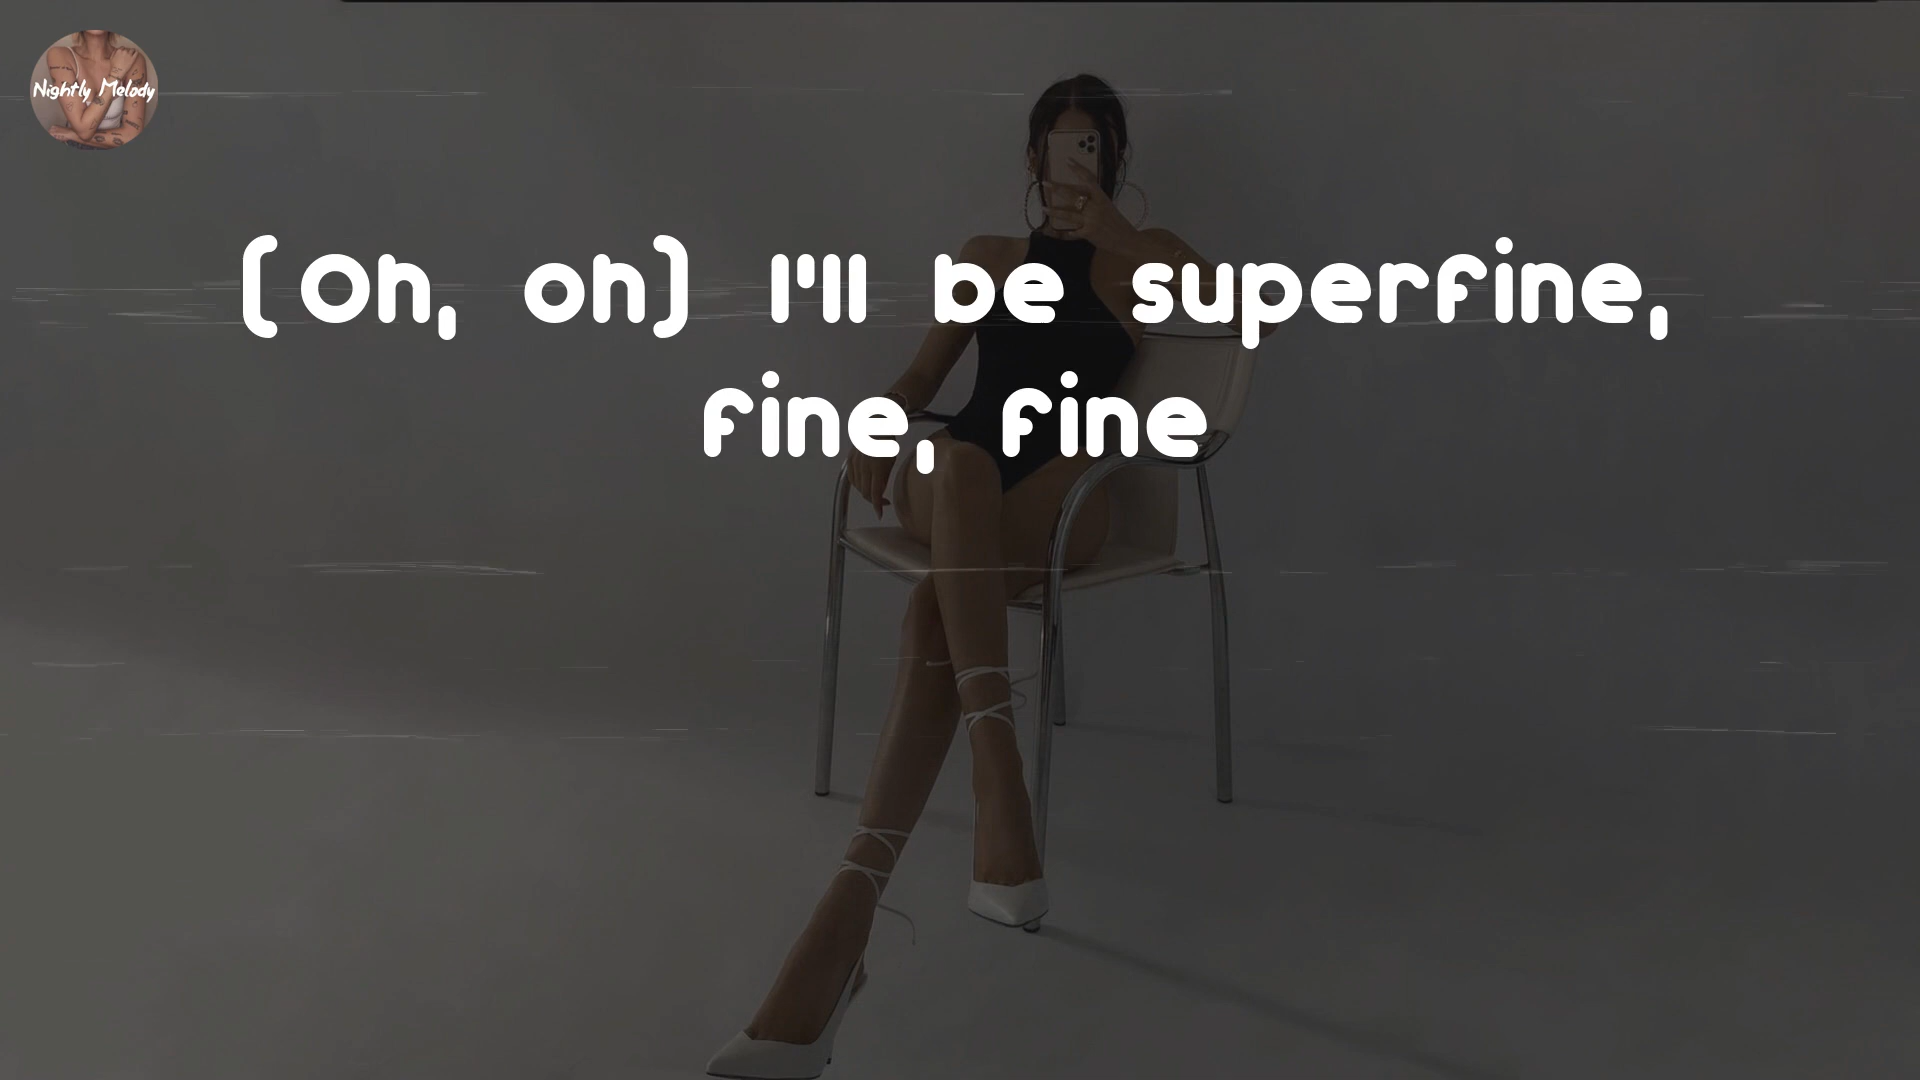 Nightly Melody
(Oh, oh) I'll be superfine,
fine, fine